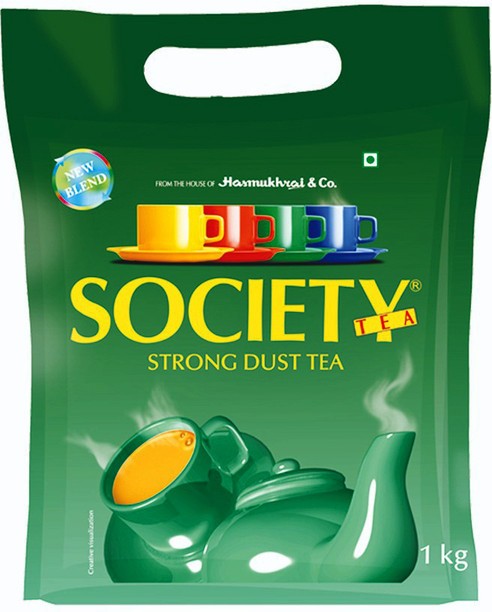 NEW
BLEND
FROM THE HOUSE OF Hasmukhrai & Co.
SOCIETY®
TEA
STRONG DUST TEA
Creative visualization
1 kg